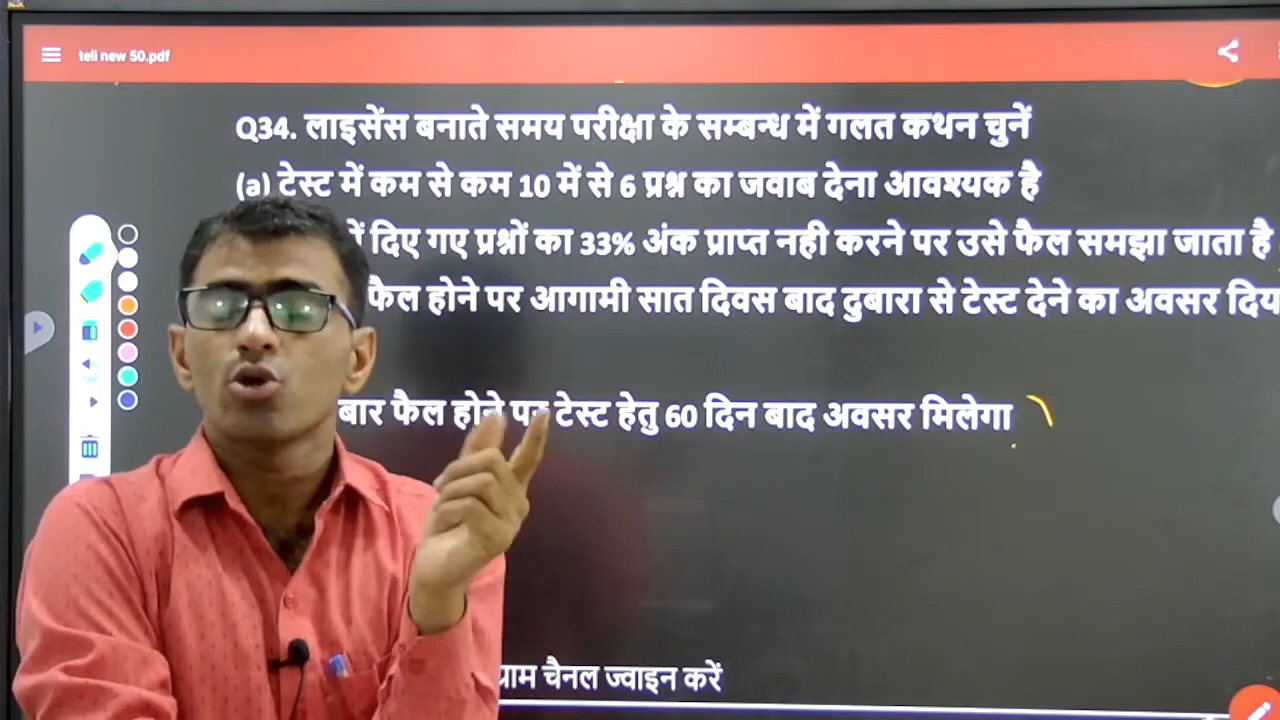 teli new 50.pdf
Q34. लाइसेंस बनाते समय परीक्षा के सम्बन्ध में गलत कथन चुनें
(a) टेस्ट में कम से कम 10 में से 6 प्रश्न का जवाब देना आवश्यक है
दिए गए प्रश्नों का 33% अंक प्राप्त नही करने पर उसे फैल समझा जाता है
फैल होने पर आगामी सात दिवस बाद दुबारा से टेस्ट देने का अवसर
बार फैल होने पर टेस्ट हेतु 60 दिन बाद अवसर मिलेगा
चैनल ज्वाइन करें